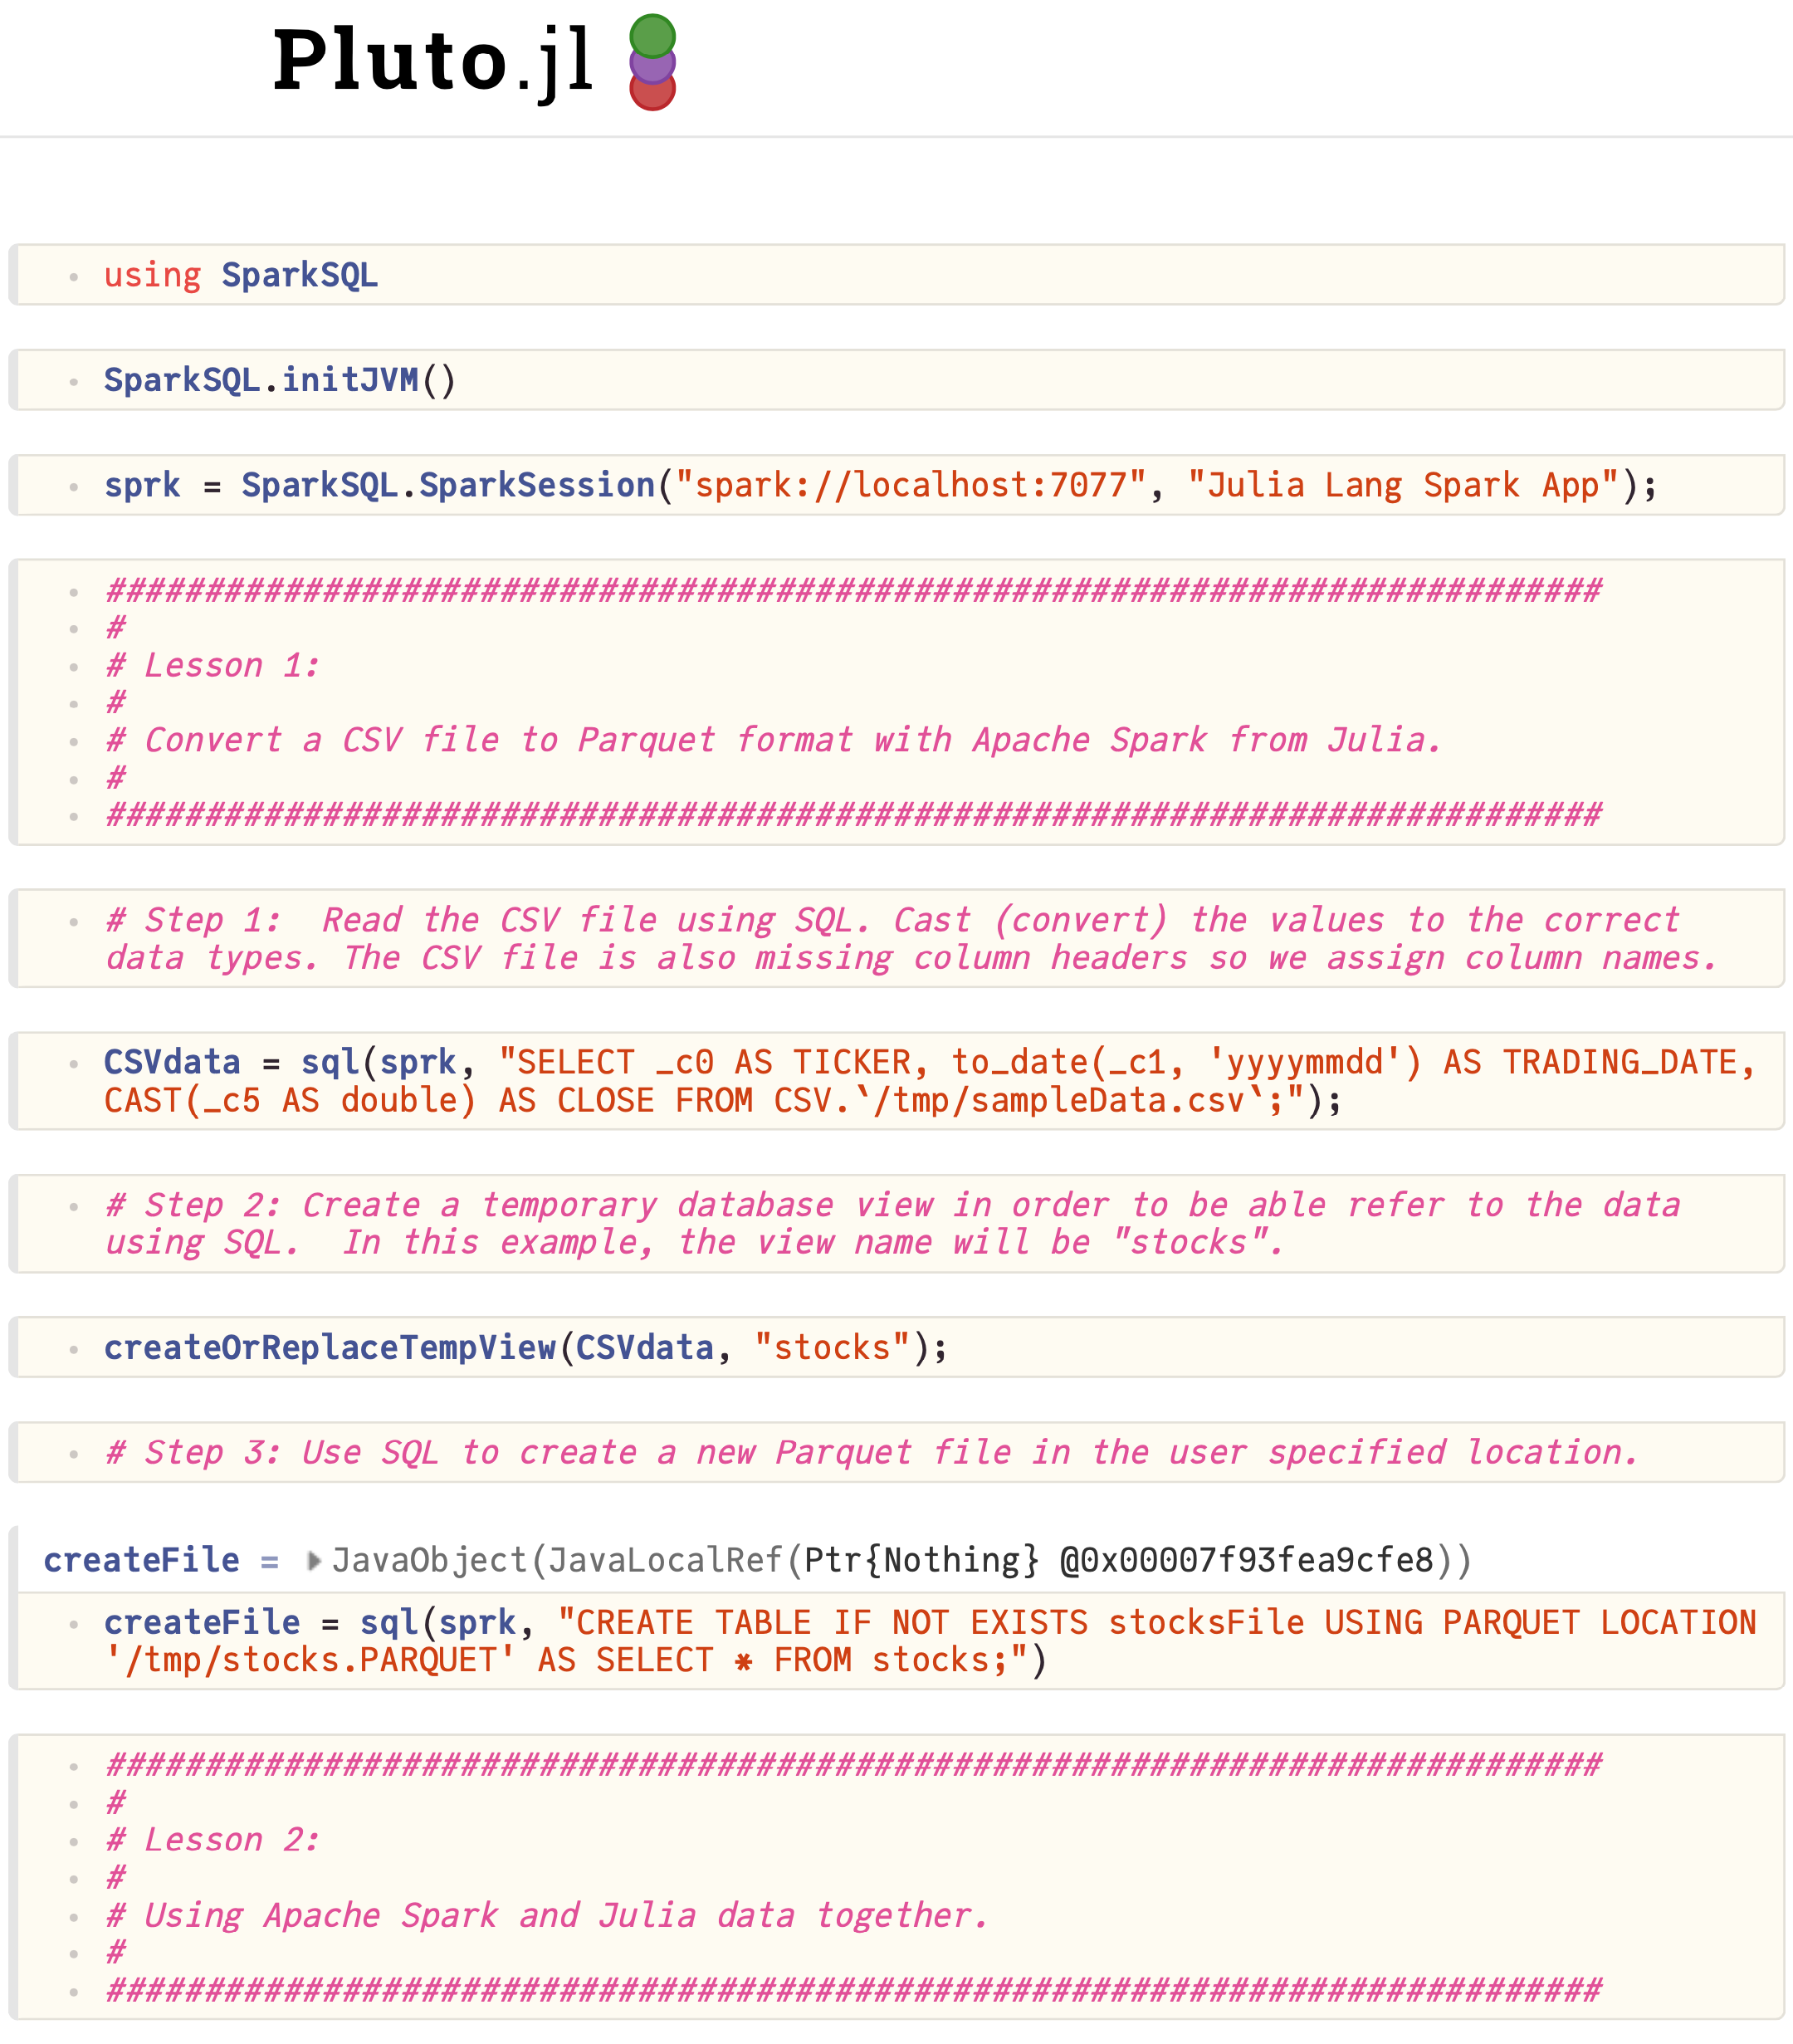 Pluto.jl
using SparkSQL
SparkSQL.initJVM()
sprk = SparkSQL.SparkSession("spark://localhost:7077", "Julia Lang Spark App");
############################################################################
#
# Lesson 1:
#
# Convert a CSV file to Parquet format with Apache Spark from Julia.
#
############################################################################
# Step 1:  Read the CSV file using SQL. Cast (convert) the values to the correct
data types. The CSV file is also missing column headers so we assign column names.
CSVdata = sql(sprk, "SELECT _c0 AS TICKER, to_date(_c1, 'yyyymmdd') AS TRADING_DATE,
CAST(_c5 AS double) AS CLOSE FROM CSV.`/tmp/sampleData.csv`;");
# Step 2: Create a temporary database view in order to be able refer to the data
using SQL.  In this example, the view name will be "stocks".
createOrReplaceTempView(CSVdata, "stocks");
# Step 3: Use SQL to create a new Parquet file in the user specified location.
createFile = JavaObject(JavaLocalRef(Ptr{Nothing} @0x00007f93fea9cfe8))
createFile = sql(sprk, "CREATE TABLE IF NOT EXISTS stocksFile USING PARQUET LOCATION
'/tmp/stocks.PARQUET' AS SELECT * FROM stocks;")
############################################################################
#
# Lesson 2:
#
# Using Apache Spark and Julia data together.
#
############################################################################